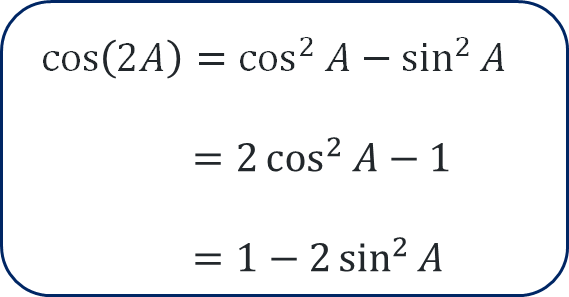 cos(2A) = cos² A − sin² A
= 2 cos² A − 1
= 1 − 2 sin² A